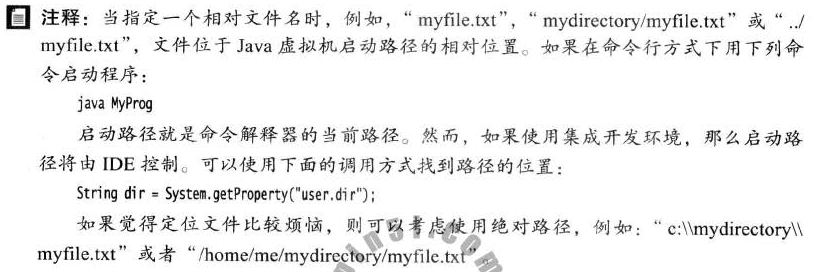 注释：当指定一个相对文件名时，例如，“myfile.txt”，“mydirectory/myfile.txt”或“../
myfile.txt”，文件位于 Java 虚拟机启动路径的相对位置。如果在命令行方式下用下列命
令启动程序：
java MyProg
启动路径就是命令解释器的当前路径。然而，如果使用集成开发环境，那么启动路
径将由 IDE 控制。可以使用下面的调用方式找到路径的位置：
String dir = System.getProperty("user.dir");
如果觉得定位文件比较烦恼，则可以考虑使用绝对路径，例如：“c:\\mydirectory\\
myfile.txt”或者“/home/me/mydirectory/myfile.txt”。